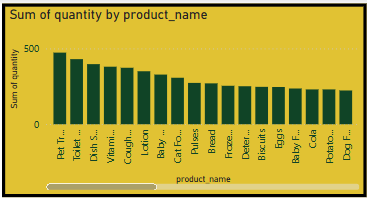 Sum of quantity by product_name
Sum of quantity
500
0
Pet Tr...
Toilet ...
Dish S...
Vitami...
Cough...
Lotion
Baby ...
Cat Fo...
Pulses
Bread
Froze...
Deter...
Biscuits
Eggs
Baby F...
Cola
Potato...
Dog F...
product_name